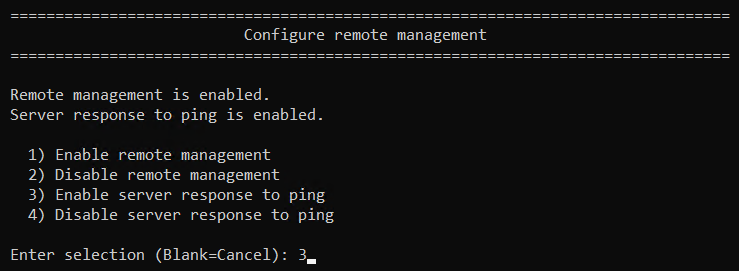 ================================================================================
Configure remote management
================================================================================
Remote management is enabled.
Server response to ping is enabled.
1) Enable remote management
2) Disable remote management
3) Enable server response to ping
4) Disable server response to ping
Enter selection (Blank=Cancel): 3